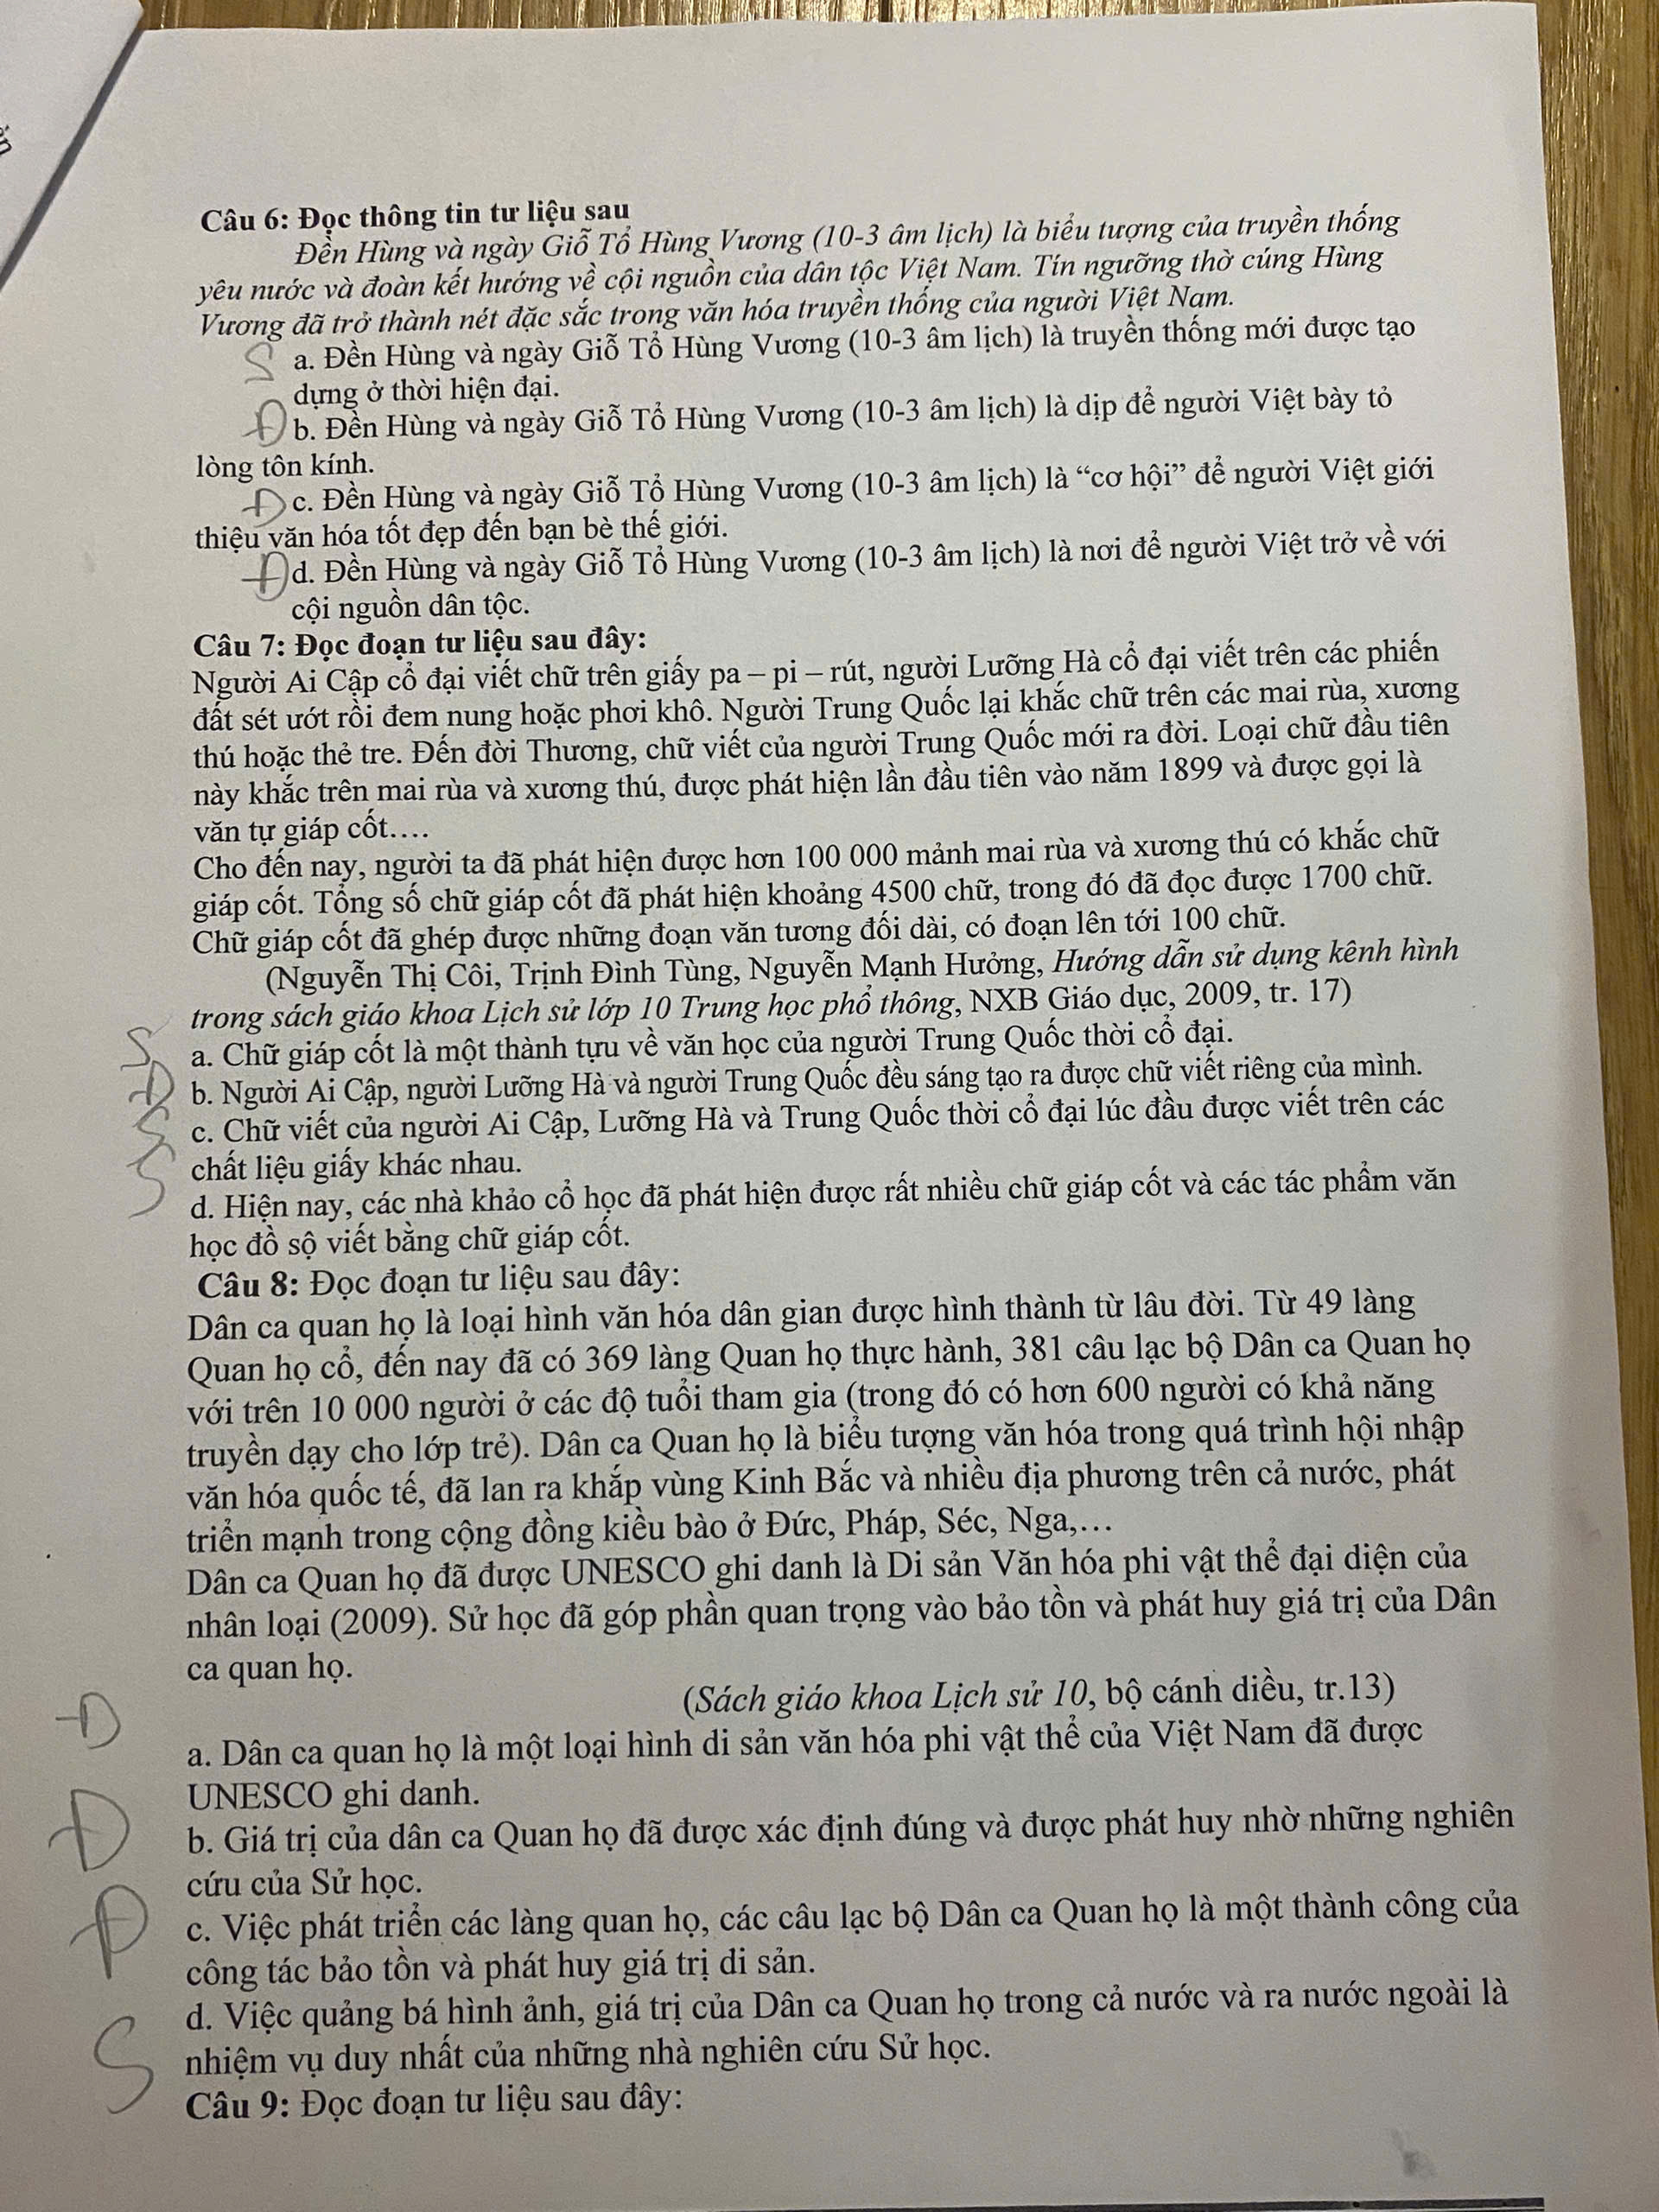 ản
Câu 6: Đọc thông tin tư liệu sau
Đền Hùng và ngày Giỗ Tổ Hùng Vương (10-3 âm lịch) là biểu tượng của truyền thống
yêu nước và đoàn kết hướng về cội nguồn của dân tộc Việt Nam. Tín ngưỡng thờ cúng Hùng
Vương đã trở thành nét đặc sắc trong văn hóa truyền thống của người Việt Nam.
S a. Đền Hùng và ngày Giỗ Tổ Hùng Vương (10-3 âm lịch) là truyền thống mới được tạo
dựng ở thời hiện đại.
Đ b. Đền Hùng và ngày Giỗ Tổ Hùng Vương (10-3 âm lịch) là dịp để người Việt bày tỏ
lòng tôn kính.
Đ c. Đền Hùng và ngày Giỗ Tổ Hùng Vương (10-3 âm lịch) là “cơ hội” để người Việt giới
thiệu văn hóa tốt đẹp đến bạn bè thế giới.
Đ d. Đền Hùng và ngày Giỗ Tổ Hùng Vương (10-3 âm lịch) là nơi để người Việt trở về với
cội nguồn dân tộc.
Câu 7: Đọc đoạn tư liệu sau đây:
Người Ai Cập cổ đại viết chữ trên giấy pa – pi – rút, người Lưỡng Hà cổ đại viết trên các phiến
đất sét ướt rồi đem nung hoặc phơi khô. Người Trung Quốc lại khắc chữ trên các mai rùa, xương
thú hoặc thẻ tre. Đến đời Thương, chữ viết của người Trung Quốc mới ra đời. Loại chữ đầu tiên
này khắc trên mai rùa và xương thú, được phát hiện lần đầu tiên vào năm 1899 và được gọi là
văn tự giáp cốt….
Cho đến nay, người ta đã phát hiện được hơn 100 000 mảnh mai rùa và xương thú có khắc chữ
giáp cốt. Tổng số chữ giáp cốt đã phát hiện khoảng 4500 chữ, trong đó đã đọc được 1700 chữ.
Chữ giáp cốt đã ghép được những đoạn văn tương đối dài, có đoạn lên tới 100 chữ.
(Nguyễn Thị Côi, Trịnh Đình Tùng, Nguyễn Mạnh Hưởng, Hướng dẫn sử dụng kênh hình
trong sách giáo khoa Lịch sử lớp 10 Trung học phổ thông, NXB Giáo dục, 2009, tr. 17)
S a. Chữ giáp cốt là một thành tựu về văn học của người Trung Quốc thời cổ đại.
Đ b. Người Ai Cập, người Lưỡng Hà và người Trung Quốc đều sáng tạo ra được chữ viết riêng của mình.
S c. Chữ viết của người Ai Cập, Lưỡng Hà và Trung Quốc thời cổ đại lúc đầu được viết trên các
chất liệu giấy khác nhau.
S d. Hiện nay, các nhà khảo cổ học đã phát hiện được rất nhiều chữ giáp cốt và các tác phẩm văn
học đồ sộ viết bằng chữ giáp cốt.
Câu 8: Đọc đoạn tư liệu sau đây:
Dân ca quan họ là loại hình văn hóa dân gian được hình thành từ lâu đời. Từ 49 làng
Quan họ cổ, đến nay đã có 369 làng Quan họ thực hành, 381 câu lạc bộ Dân ca Quan họ
với trên 10 000 người ở các độ tuổi tham gia (trong đó có hơn 600 người có khả năng
truyền dạy cho lớp trẻ). Dân ca Quan họ là biểu tượng văn hóa trong quá trình hội nhập
văn hóa quốc tế, đã lan ra khắp vùng Kinh Bắc và nhiều địa phương trên cả nước, phát
triển mạnh trong cộng đồng kiều bào ở Đức, Pháp, Séc, Nga,…
Dân ca Quan họ đã được UNESCO ghi danh là Di sản Văn hóa phi vật thể đại diện của
nhân loại (2009). Sử học đã góp phần quan trọng vào bảo tồn và phát huy giá trị của Dân
ca quan họ.
(Sách giáo khoa Lịch sử 10, bộ cánh diều, tr.13)
Đ a. Dân ca quan họ là một loại hình di sản văn hóa phi vật thể của Việt Nam đã được
UNESCO ghi danh.
Đ b. Giá trị của dân ca Quan họ đã được xác định đúng và được phát huy nhờ những nghiên
cứu của Sử học.
Đ c. Việc phát triển các làng quan họ, các câu lạc bộ Dân ca Quan họ là một thành công của
công tác bảo tồn và phát huy giá trị di sản.
S d. Việc quảng bá hình ảnh, giá trị của Dân ca Quan họ trong cả nước và ra nước ngoài là
nhiệm vụ duy nhất của những nhà nghiên cứu Sử học.
Câu 9: Đọc đoạn tư liệu sau đây: